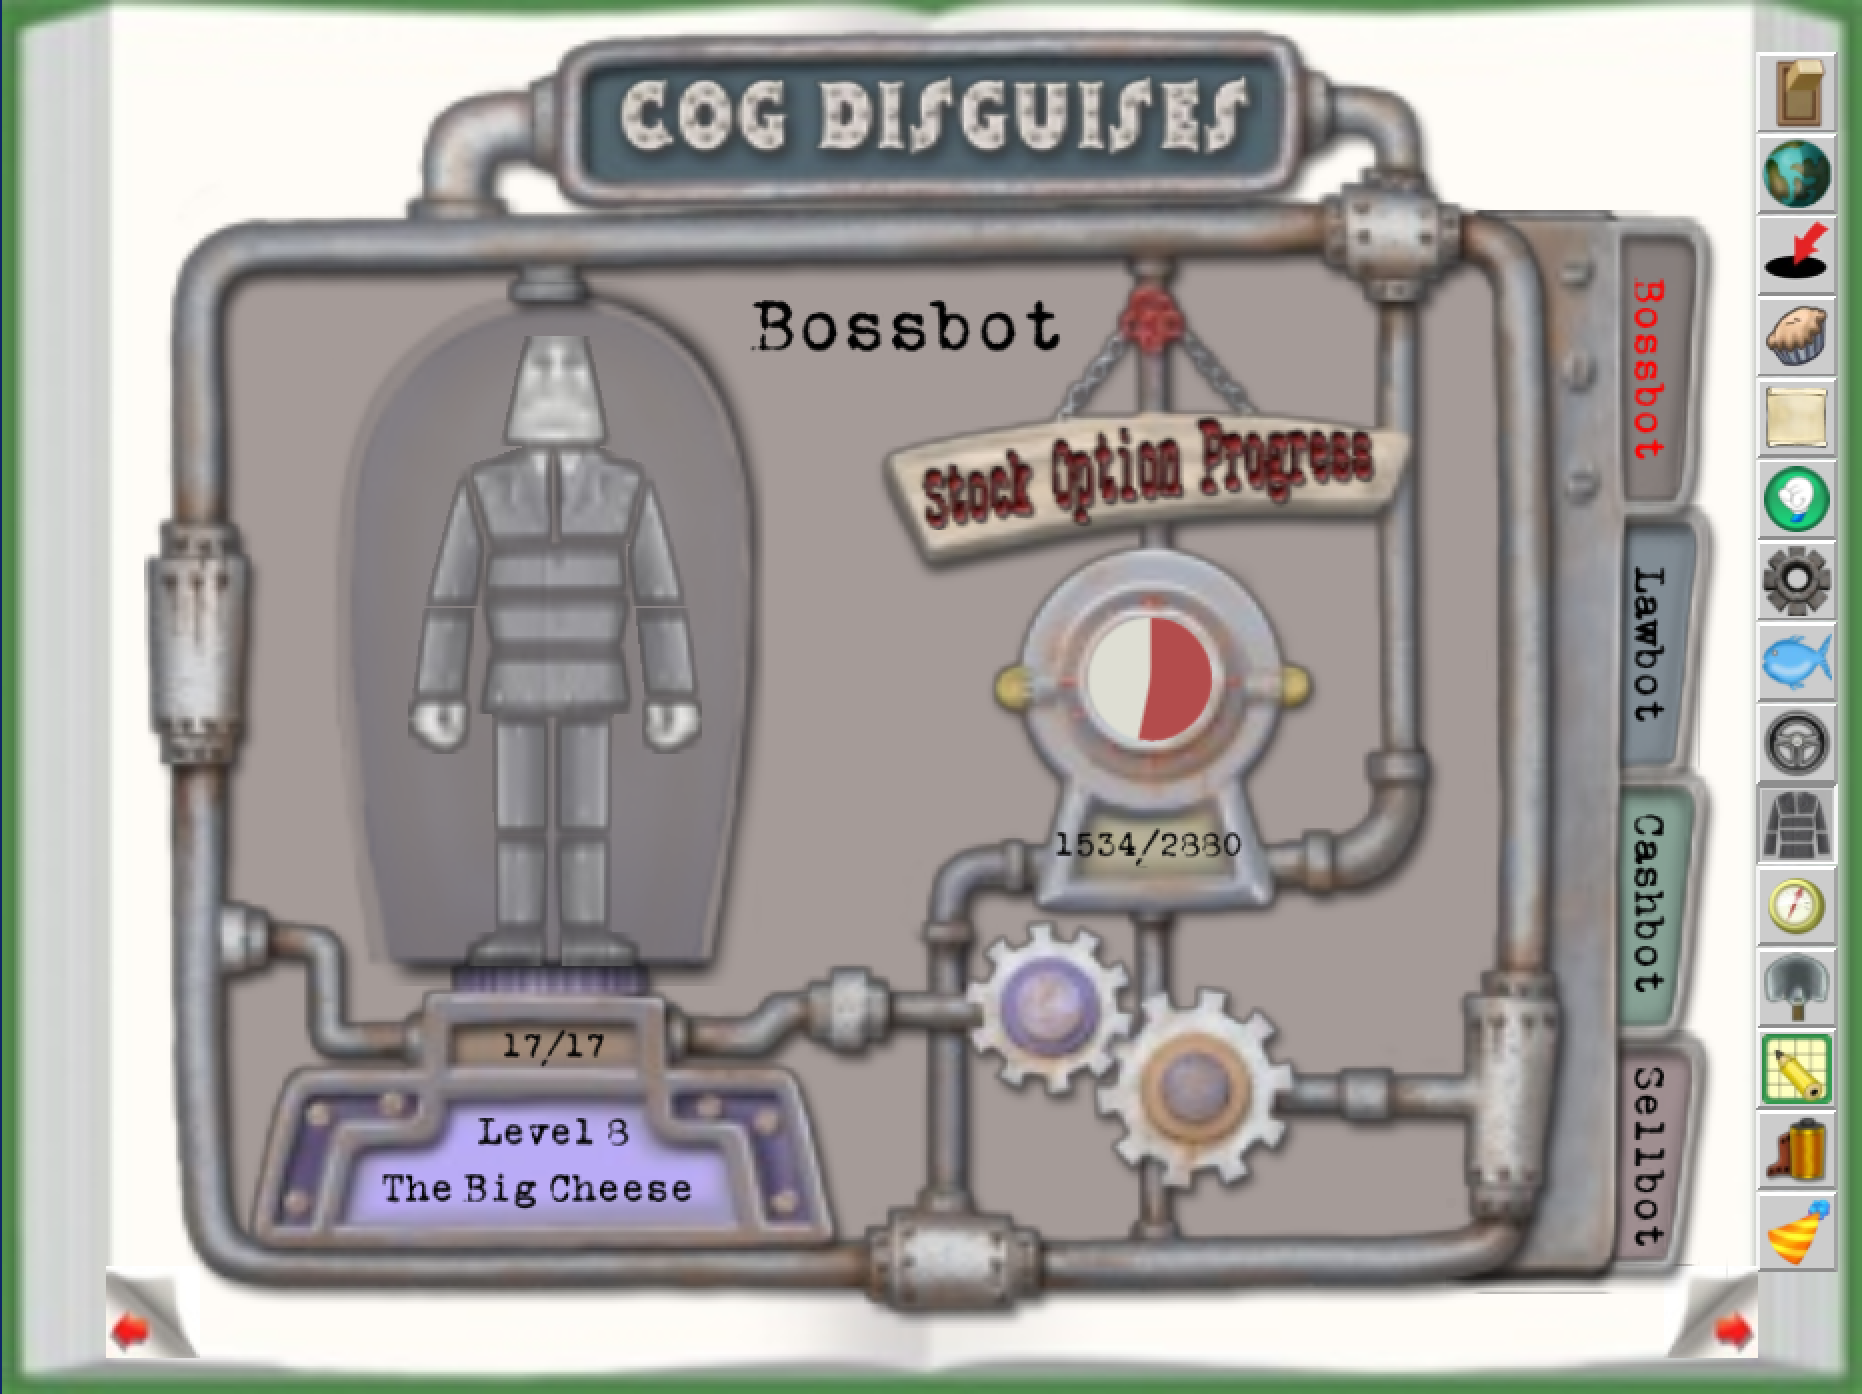 COG DISGUISES
Bossbot
Stock Option Progress
1534/2880
17/17
Level 8
The Big Cheese
Bossbot
Lawbot
Cashbot
Sellbot